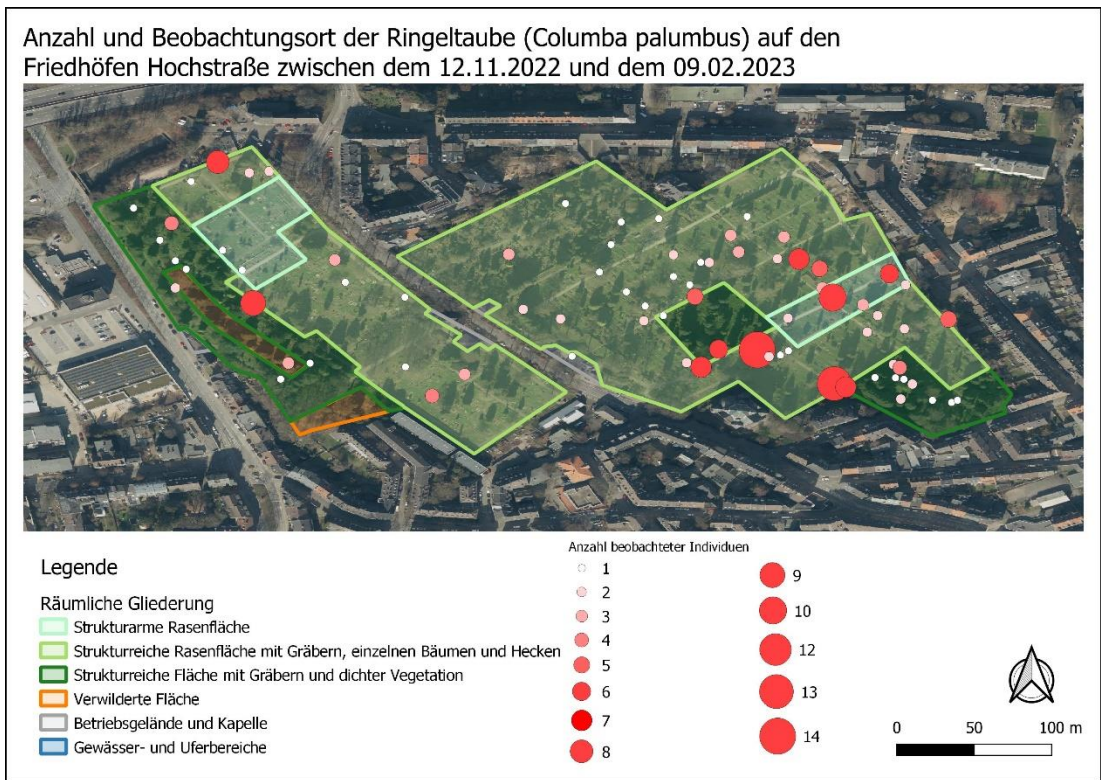 Anzahl und Beobachtungsort der Ringeltaube (Columba palumbus) auf den
Friedhöfen Hochstraße zwischen dem 12.11.2022 und dem 09.02.2023
Legende
Räumliche Gliederung
Strukturarme Rasenfläche
Strukturreiche Rasenfläche mit Gräbern, einzelnen Bäumen und Hecken
Strukturreiche Fläche mit Gräbern und dichter Vegetation
Verwilderte Fläche
Betriebsgelände und Kapelle
Gewässer- und Uferbereiche
Anzahl beobachteter Individuen
1
2
3
4
5
6
7
8
9
10
12
13
14
0 50 100 m